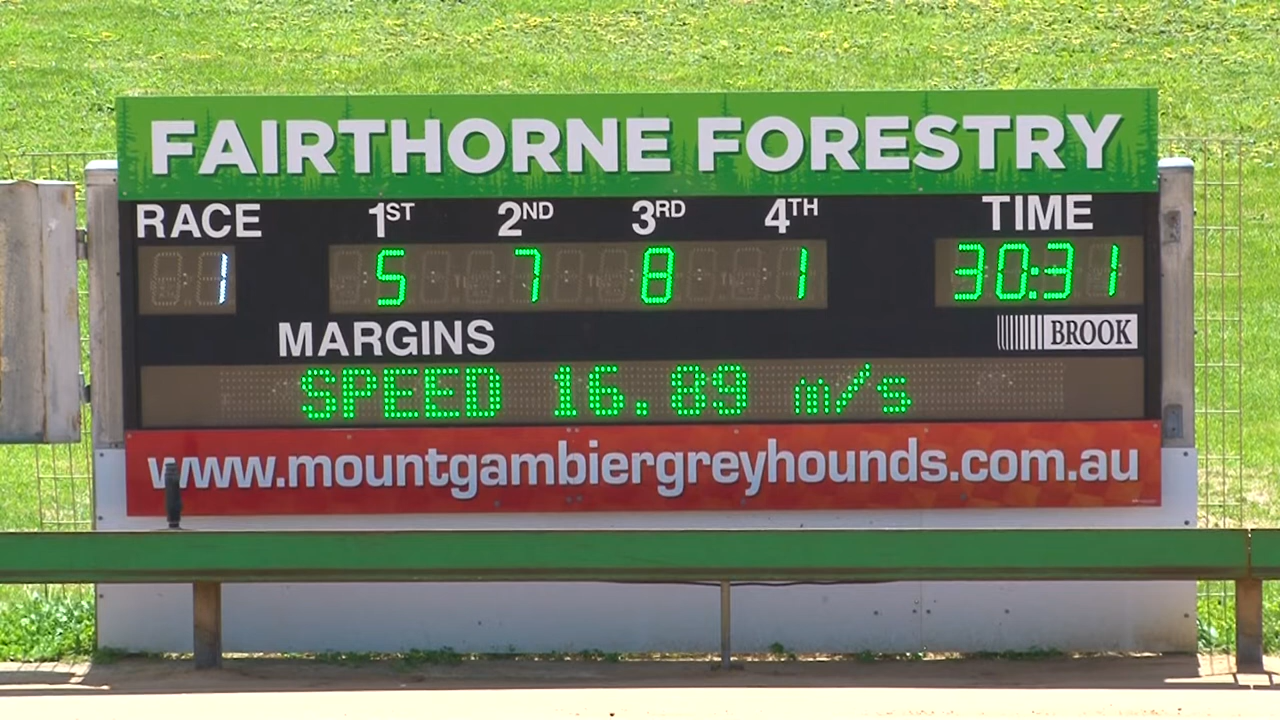 FAIRTHORNE FORESTRY
RACE 1ST 2ND 3RD 4TH TIME
1 5 7 8 1 30:31
MARGINS BROOK
SPEED 16.89 m/s
www.mountgambiergreyhounds.com.au